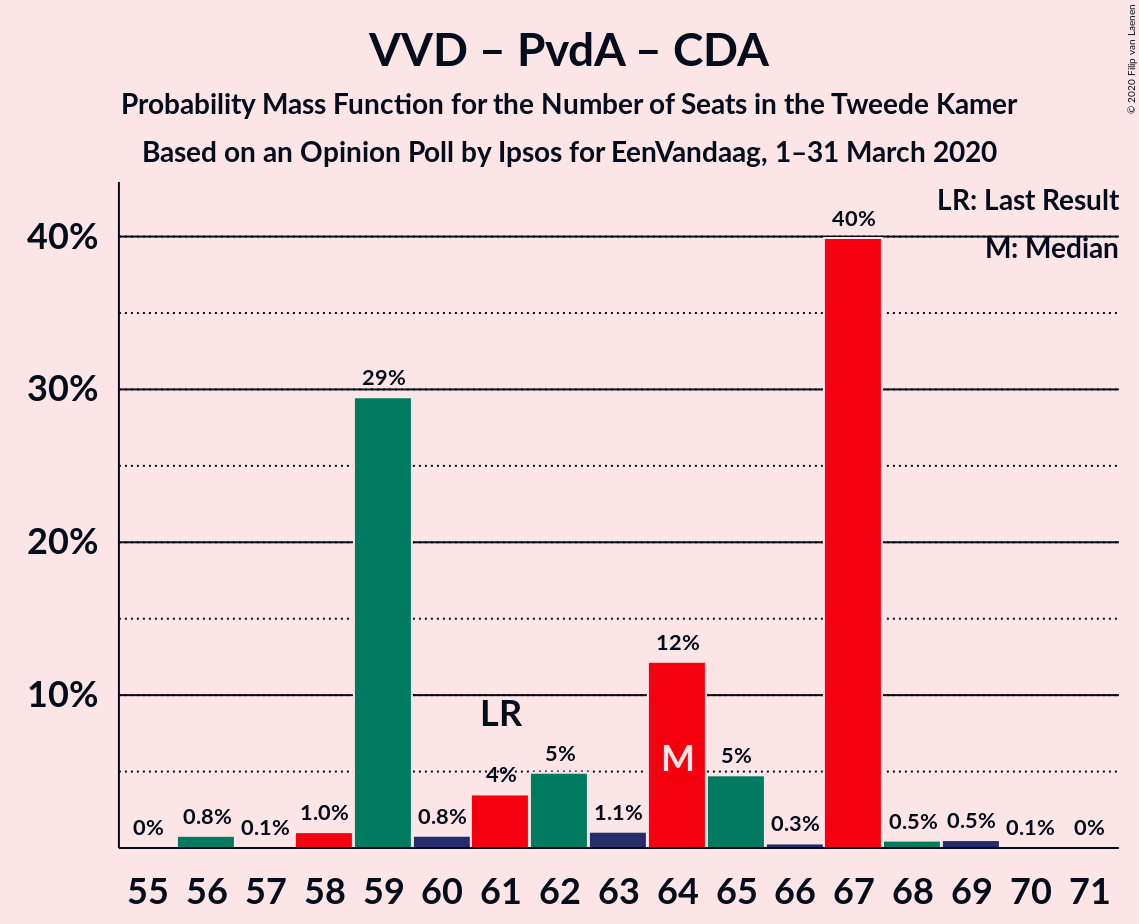 VVD – PvdA – CDA
Probability Mass Function for the Number of Seats in the Tweede Kamer
Based on an Opinion Poll by Ipsos for EenVandaag, 1–31 March 2020
© 2020 Filip van Laenen
LR: Last Result
M: Median
40%
30%
20%
10%
0%
0.8%
0.1%
1.0%
29%
0.8%
4%
5%
1.1%
12%
5%
0.3%
40%
0.5%
0.5%
0.1%
0%
LR
M
55 56 57 58 59 60 61 62 63 64 65 66 67 68 69 70 71